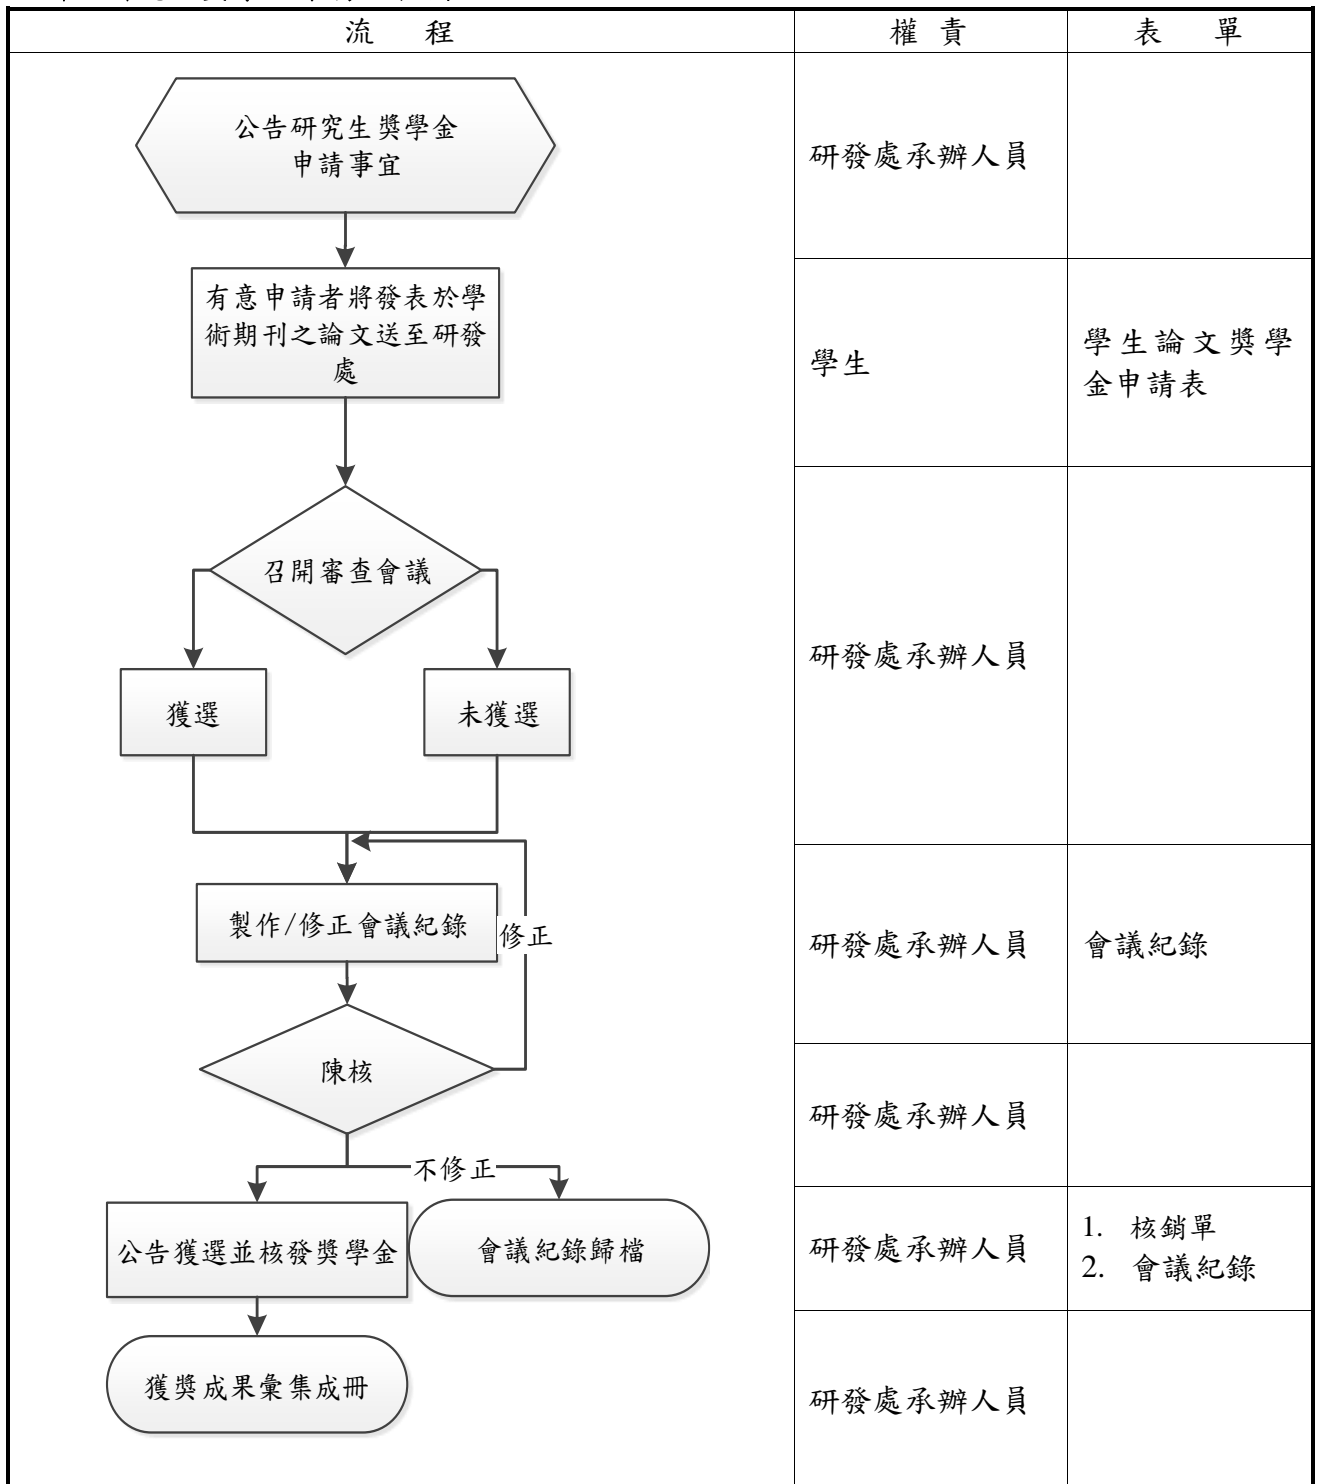 流 程
權 責
表 單
公告研究生獎學金
申請事宜
研發處承辦人員
有意申請者將發表於學
術期刊之論文送至研發
處
學生
學生論文獎學
金申請表
召開審查會議
獲選
未獲選
研發處承辦人員
製作/修正會議紀錄
修正
研發處承辦人員
會議紀錄
陳核
研發處承辦人員
不修正
公告獲選並核發獎學金
會議紀錄歸檔
研發處承辦人員
1. 核銷單
2. 會議紀錄
獲獎成果彙集成冊
研發處承辦人員